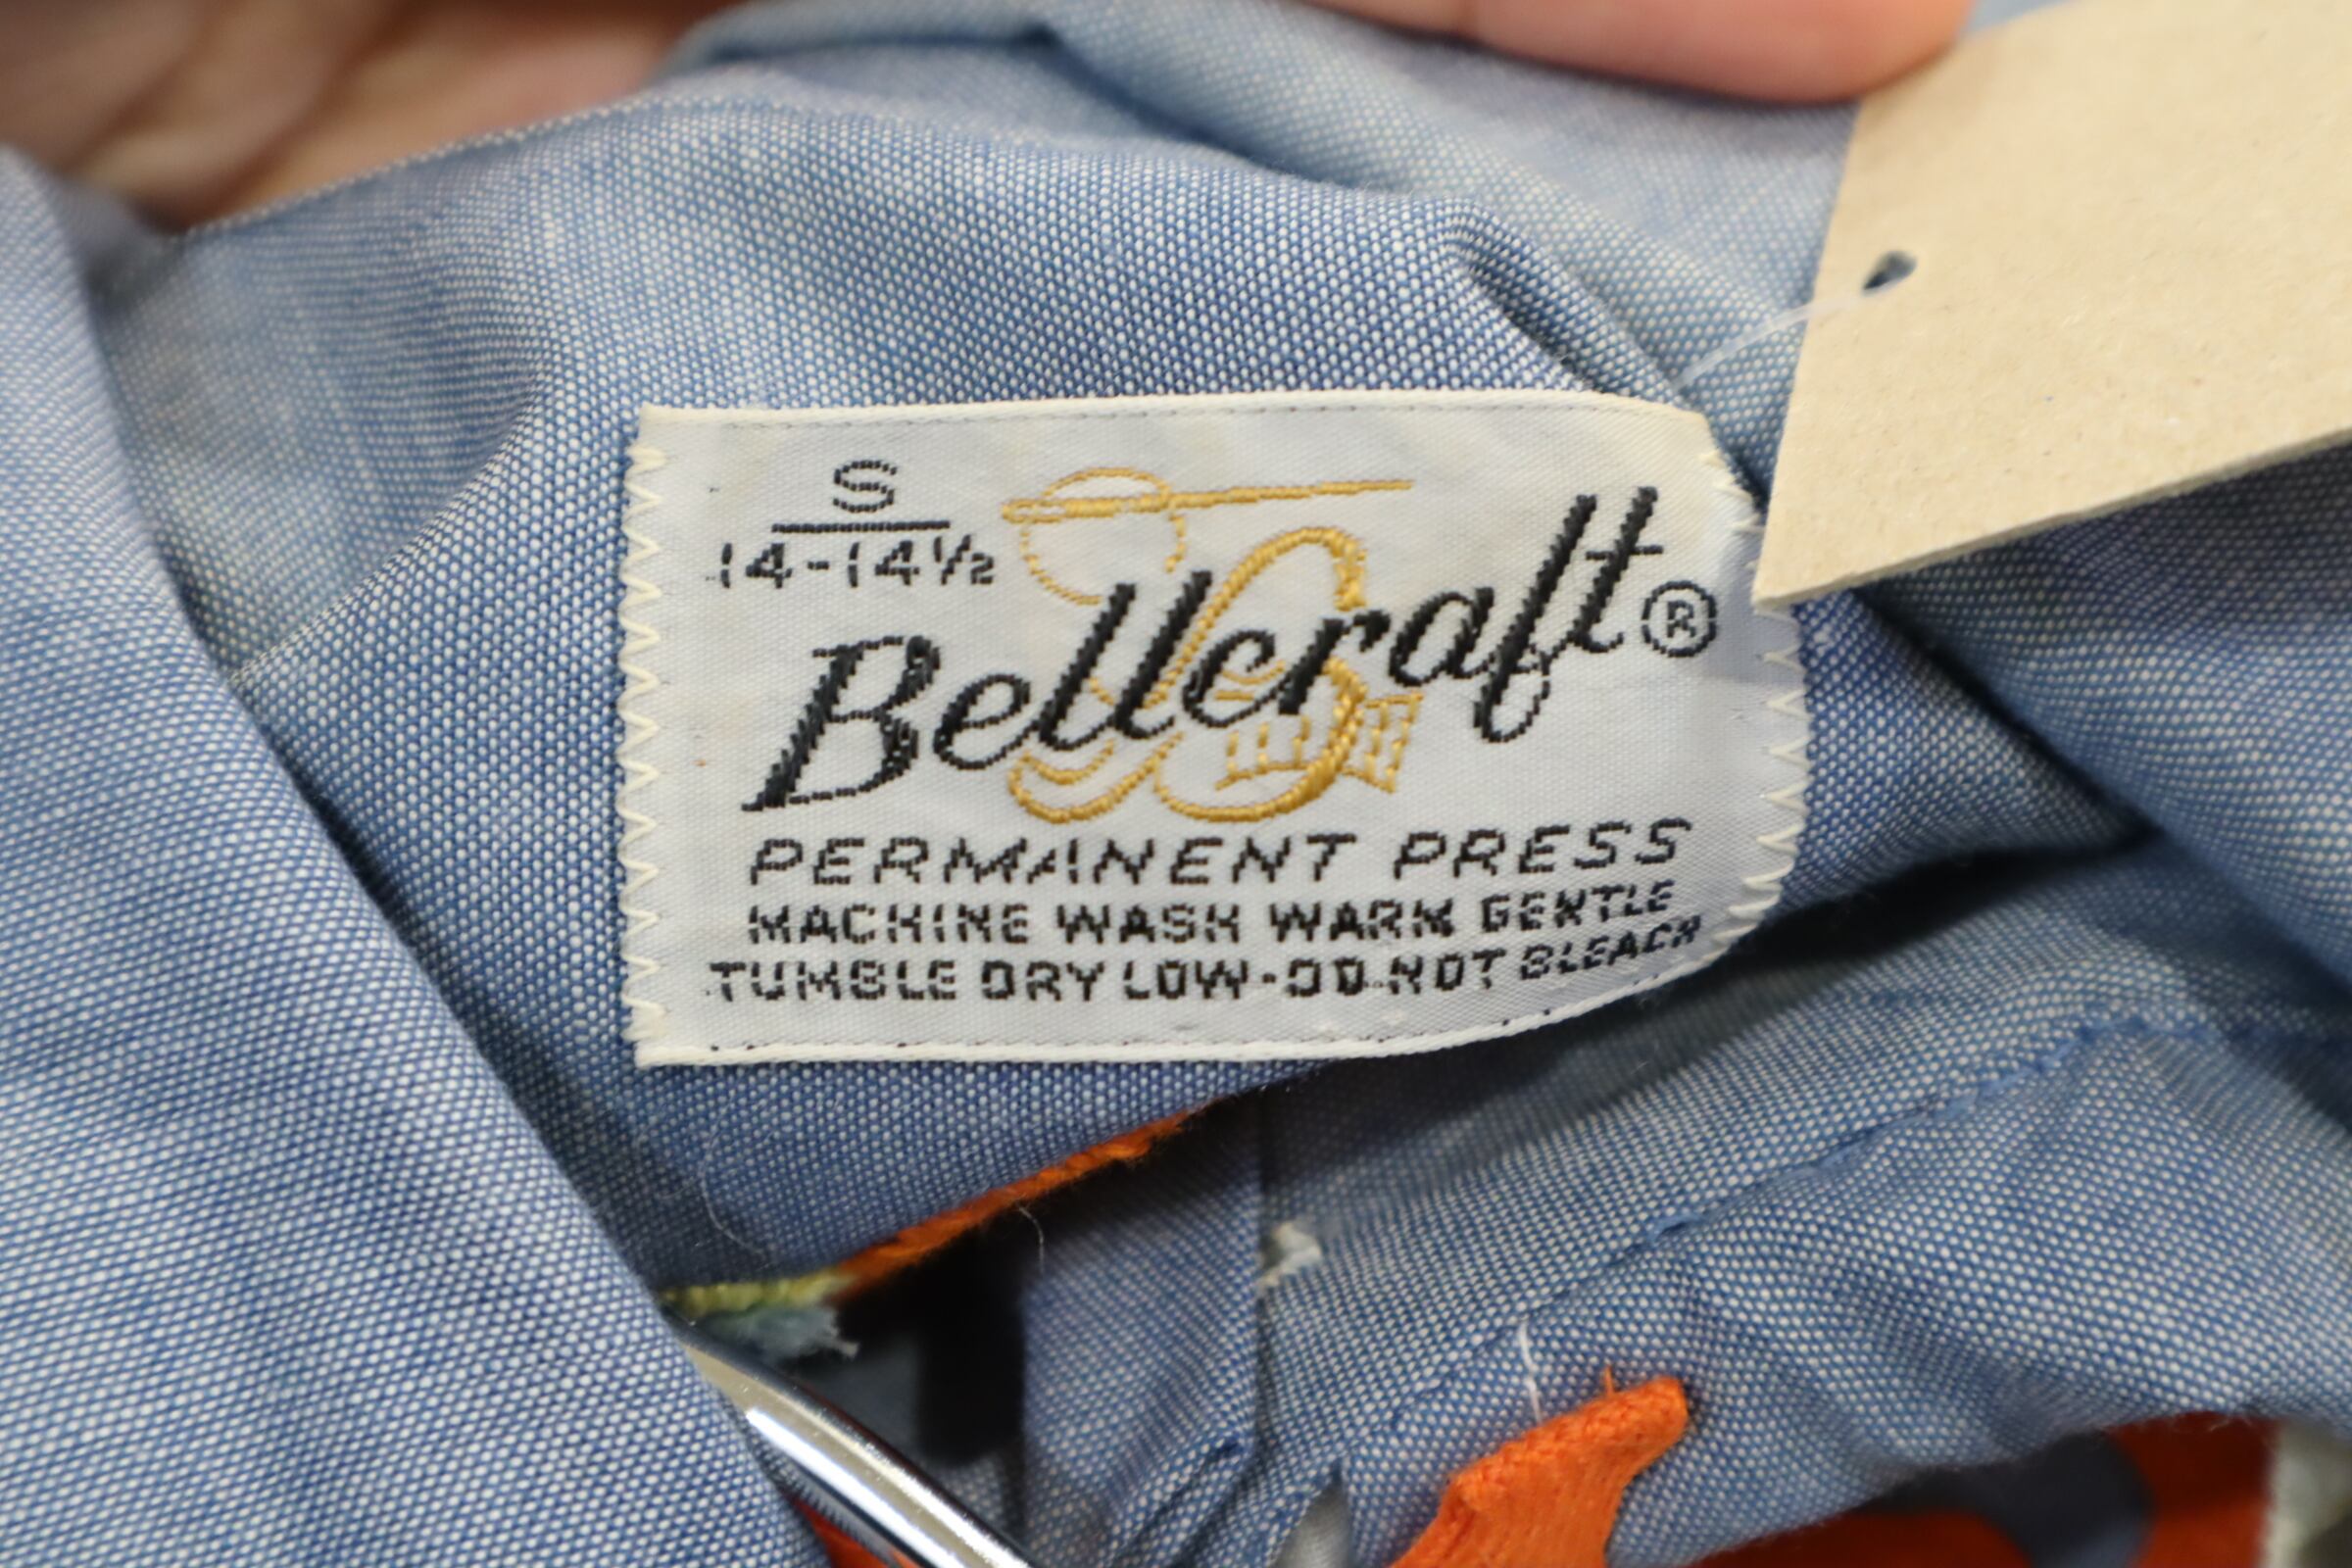 S
14-14½
Bellcraft®
PERMANENT PRESS
MACHINE WASH WARM GENTLE
TUMBLE DRY LOW-DO NOT BLEACH